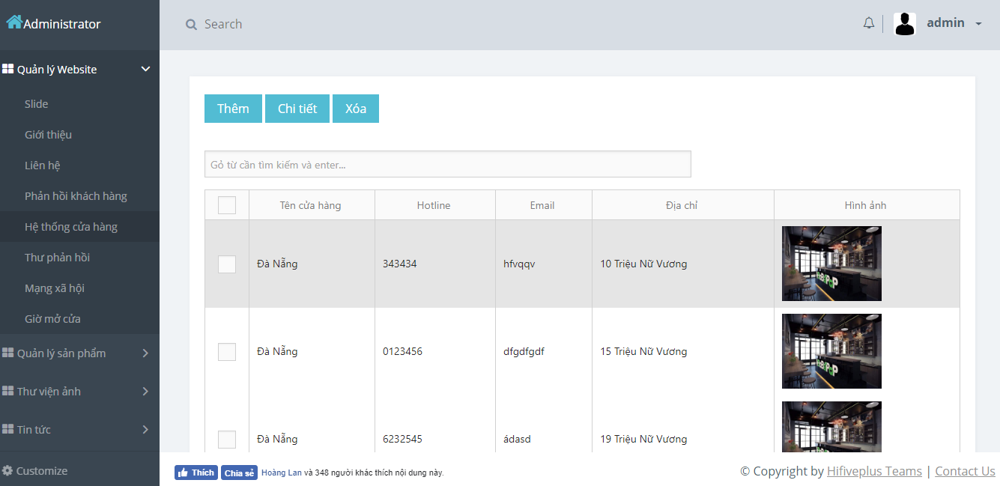 Administrator
Search
admin
Quản lý Website
Slide
Giới thiệu
Liên hệ
Phản hồi khách hàng
Hệ thống cửa hàng
Thư phản hồi
Mạng xã hội
Giờ mở cửa
Quản lý sản phẩm
Thư viện ảnh
Tin tức
Customize
Thêm Chi tiết Xóa
Gỏ từ cần tìm kiếm và enter...
Tên cửa hàng Hotline Email Địa chỉ Hình ảnh
Đà Nẵng 343434 hfvqqv 10 Triệu Nữ Vương
Đà Nẵng 0123456 dfgdfgdf 15 Triệu Nữ Vương
Đà Nẵng 6232545 ádasd 19 Triệu Nữ Vương
Thích Chia sẻ Hoàng Lan và 348 người khác thích nội dung này.
© Copyright by Hifiveplus Teams | Contact Us